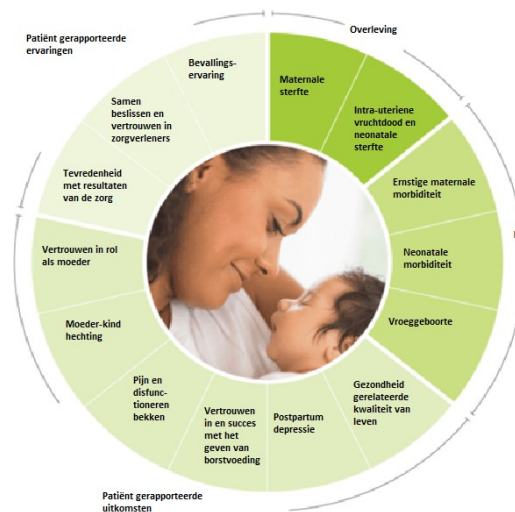 Patiënt gerapporteerde
ervaringen
Overleving
Bevallings-
ervaring
Maternale
sterfte
Intra-uteriene
vruchtdood en
neonatale
sterfte
Samen
beslissen en
vertrouwen in
zorgverleners
Ernstige maternale
morbiditeit
Tevredenheid
met resultaten
van de zorg
Neonatale
morbiditeit
Vertrouwen in rol
als moeder
Vroeggeboorte
Moeder-kind
hechting
Gezondheid
gerelateerde
kwaliteit van
leven
Pijn en
disfunc-
tioneren
bekken
Vertrouwen
in en succes
met het
geven van
borstvoeding
Postpartum
depressie
Patiënt gerapporteerde
uitkomsten